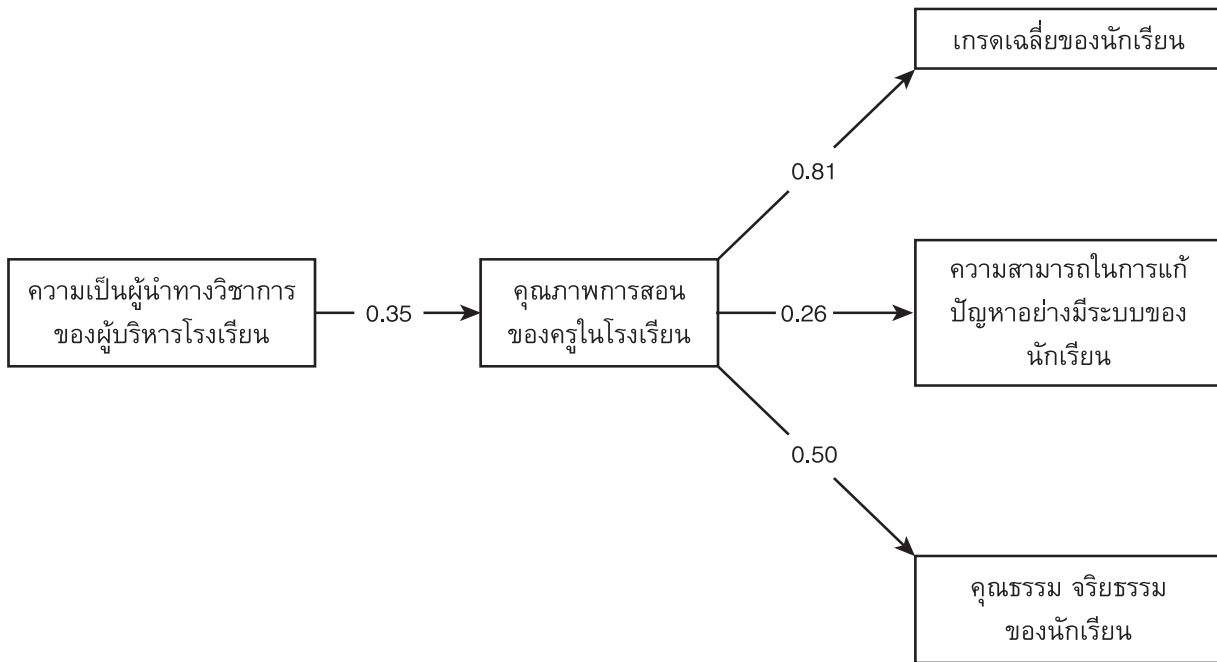 เกรดเฉลี่ยของนักเรียน
0.81
ความเป็นผู้นำทางวิชาการ
ของผู้บริหารโรงเรียน
0.35
คุณภาพการสอน
ของครูในโรงเรียน
0.26
ความสามารถในการแก้
ปัญหาอย่างมีระบบของ
นักเรียน
0.50
คุณธรรม จริยธรรม
ของนักเรียน